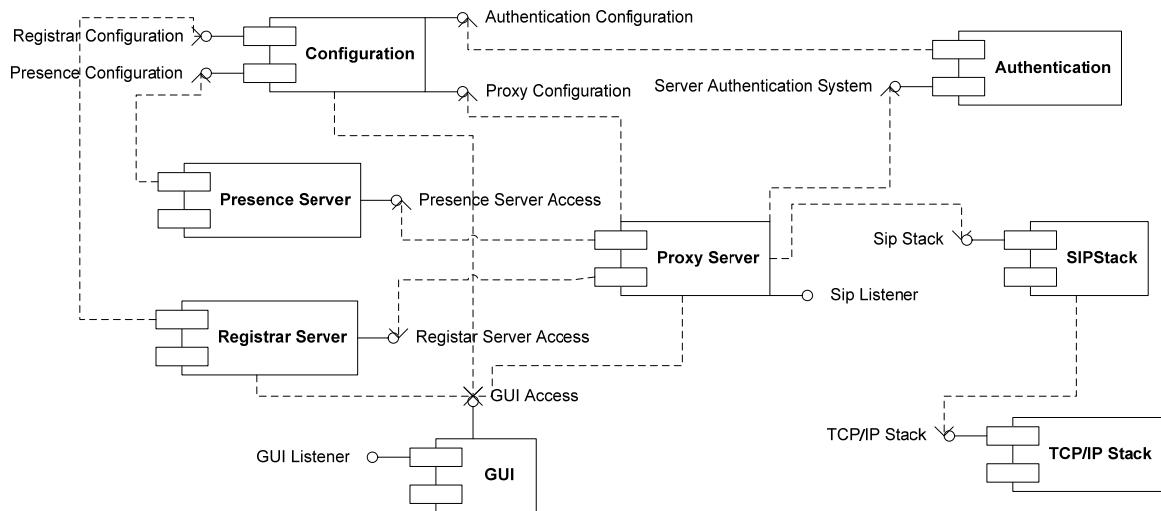 Authentication Configuration
Registrar Configuration
Configuration
Presence Configuration
Authentication
Proxy Configuration
Server Authentication System
Presence Server
Presence Server Access
Sip Stack
Proxy Server
SIPStack
Sip Listener
Registrar Server
Registar Server Access
GUI Access
TCP/IP Stack
GUI Listener
GUI
TCP/IP Stack